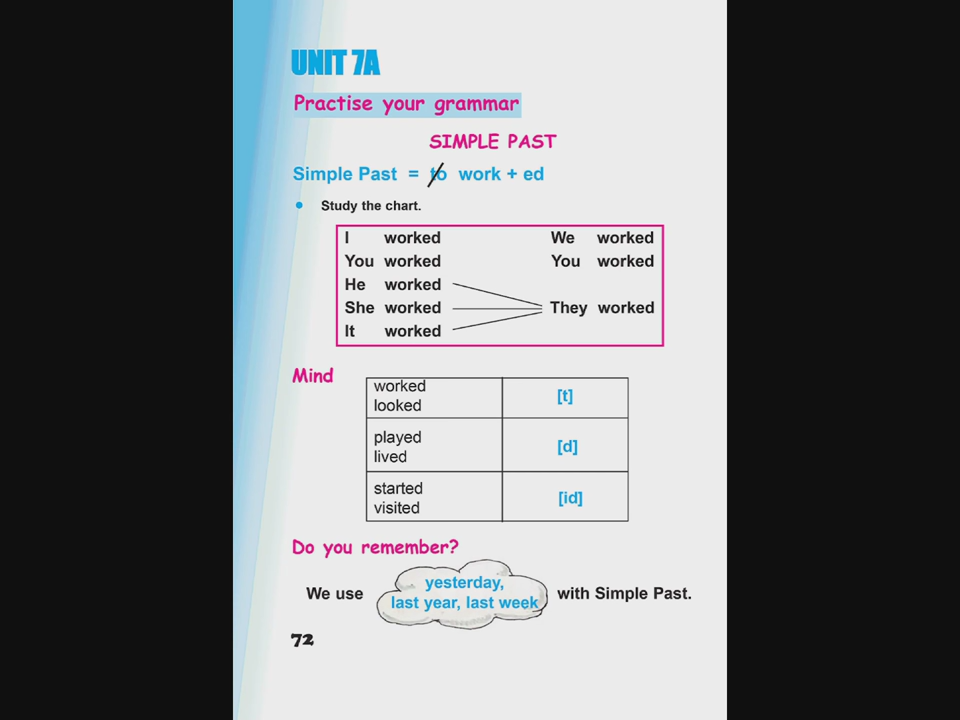 UNIT 7A
Practise your grammar
SIMPLE PAST
Simple Past = to work + ed
• Study the chart.
I worked We worked
You worked You worked
He worked
She worked They worked
It worked
Mind
worked
looked
[t]
played
lived
[d]
started
visited
[id]
Do you remember?
We use yesterday, last year, last week with Simple Past.
72